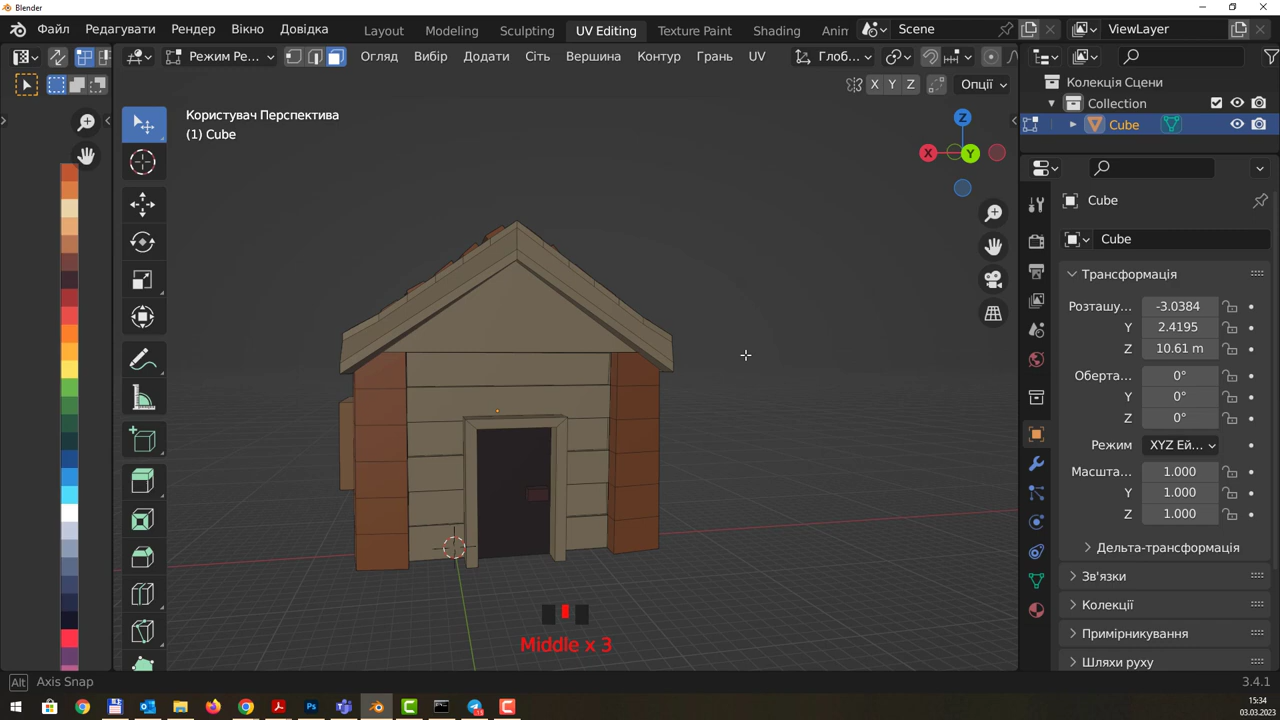 Blender
Файл Редагувати Рендер Вікно Довідка Layout Modeling Sculpting UV Editing Texture Paint Shading Anim Scene ViewLayer
Режим Ре... Огляд Вибір Додати Сіть Вершина Контур Грань UV Глоб...
X Y Z Опції
Користувач Перспектива
(1) Cube
Z
X
Y
Колекція Сцени
Collection
Cube
Cube
Cube
Трансформація
Розташу... -3.0384
Y 2.4195
Z 10.61 m
Оберта... 0°
Y 0°
Z 0°
Режим XYZ Ей...
Масшта... 1.000
Y 1.000
Z 1.000
Дельта-трансформація
Зв'язки
Колекції
Примірникування
Шляхи руху
Middle x 3
Alt Axis Snap 3.4.1
15:34
03.03.2023